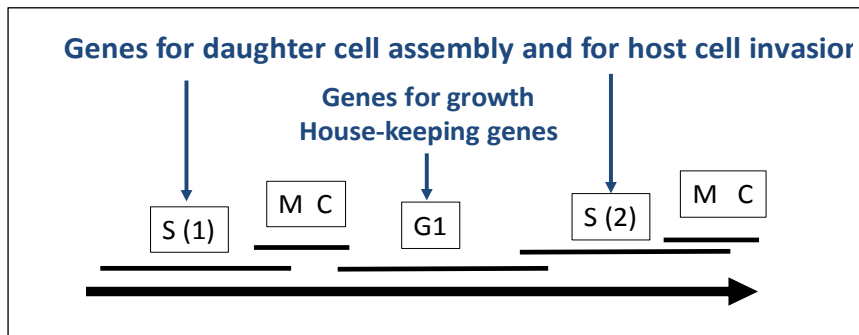 Genes for daughter cell assembly and for host cell invasion
Genes for growth
House-keeping genes
S (1)
M C
G1
S (2)
M C